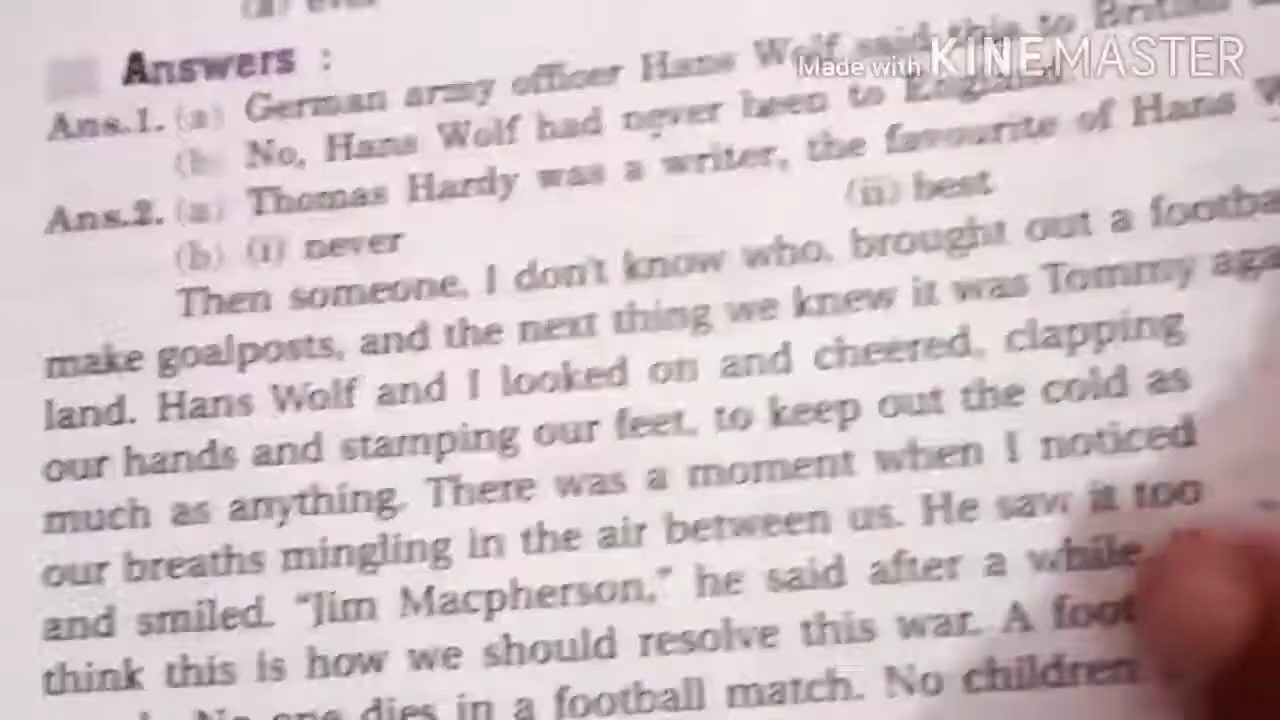 Answers :
Ans.1. (a) German army officer Hans Wolf said this to British
(b) No, Hans Wolf had never been to England
Ans.2. (a) Thomas Hardy was a writer, the favourite of Hans
(b) (i) never (ii) best
Then someone, I don't know who, brought out a
make goalposts, and the next thing we knew it was Tommy
land. Hans Wolf and I looked on and cheered, clapping
our hands and stamping our feet, to keep out the cold as
much as anything. There was a moment when I noticed
our breaths mingling in the air between us. He saw it too
and smiled. "Jim Macpherson," he said after a while
think this is how we should resolve this war. A
No one dies in a football match. No children
Made with KINEMASTER